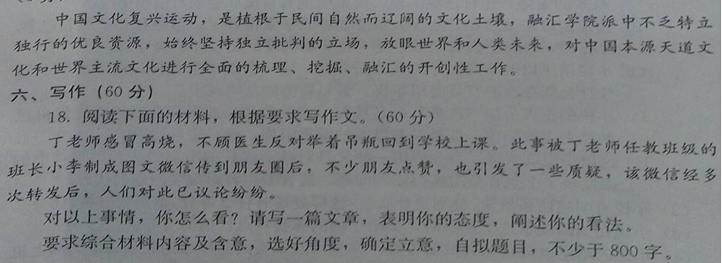 中国文化复兴运动，是植根于民间自然而辽阔的文化土壤，融汇学院派中不乏特立
独行的优良资源，始终坚持独立批判的立场，放眼世界和人类未来，对中国本源天道文
化和世界主流文化进行全面的梳理、挖掘、融汇的开创性工作。
六、写作（60 分）
18. 阅读下面的材料，根据要求写作文。（60 分）
丁老师感冒高烧，不顾医生反对举着吊瓶回到学校上课。此事被丁老师任教班级的
班长小李制成图文微信传到朋友圈后，不少朋友点赞，也引发了一些质疑，该微信经多
次转发后，人们对此已议论纷纷。
对以上事情，你怎么看？请写一篇文章，表明你的态度，阐述你的看法。
要求综合材料内容及含意，选好角度，确定立意，自拟题目，不少于 800 字。